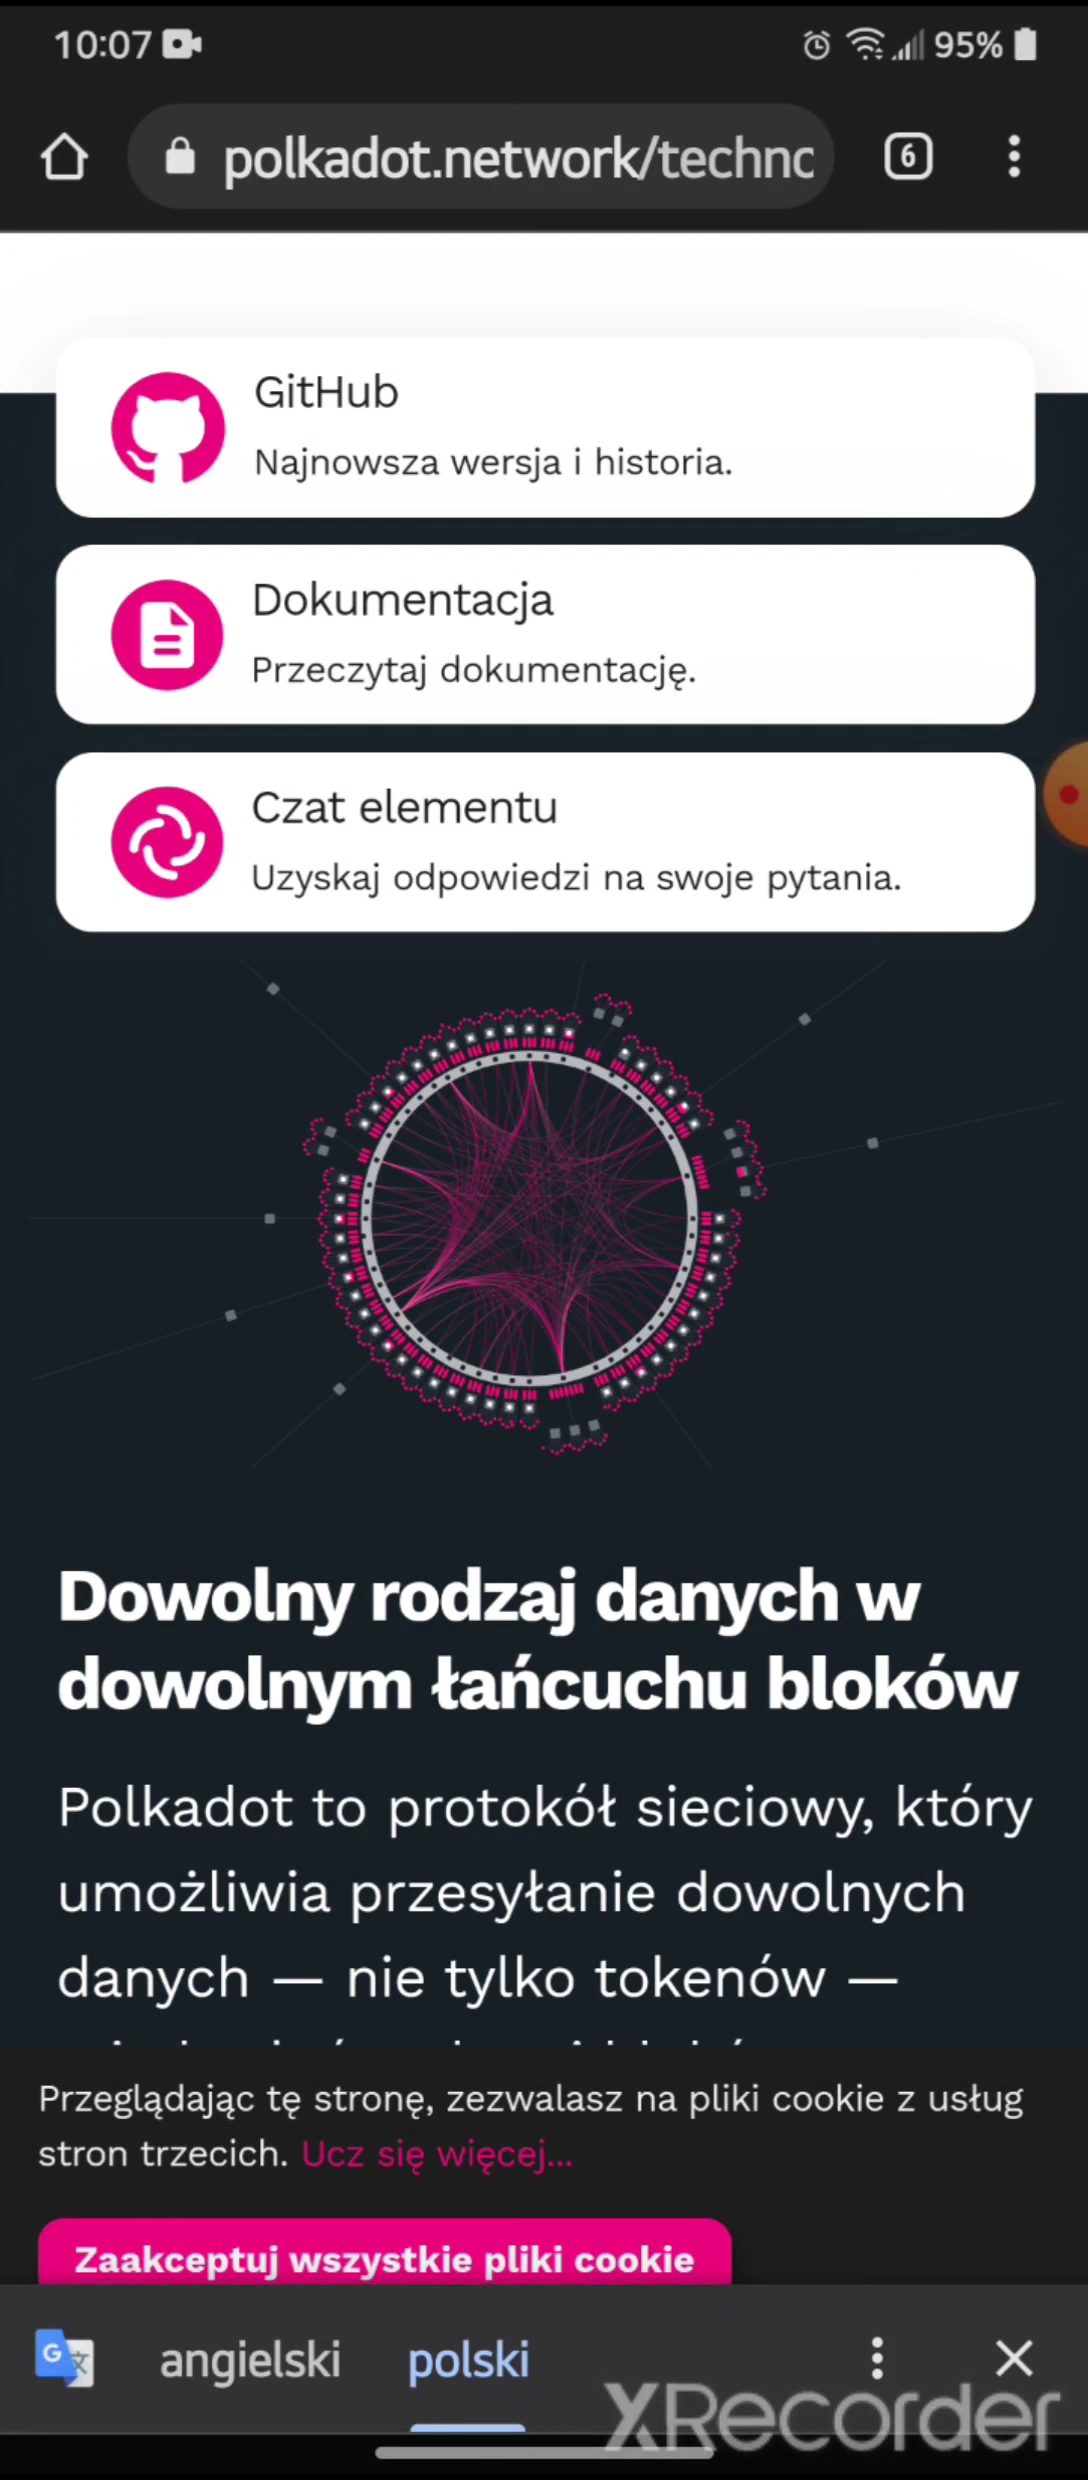 10:07
95%
polkadot.network/techno
6
GitHub
Najnowsza wersja i historia.
Dokumentacja
Przeczytaj dokumentację.
Czat elementu
Uzyskaj odpowiedzi na swoje pytania.
Dowolny rodzaj danych w
dowolnym łańcuchu bloków
Polkadot to protokół sieciowy, który
umożliwia przesyłanie dowolnych
danych — nie tylko tokenów —
Przeglądając tę stronę, zezwalasz na pliki cookie z usług
stron trzecich. Ucz się więcej...
Zaakceptuj wszystkie pliki cookie
G 文
angielski
polski
XRecorder